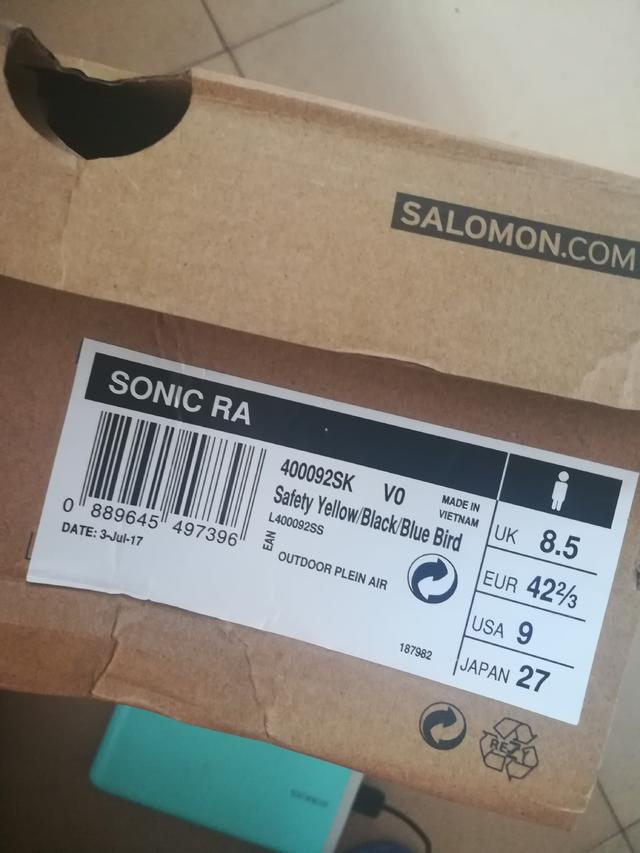 SALOMON.COM
SONIC RA
400092SK V0
MADE IN
VIETNAM
Safety Yellow/Black/Blue Bird
L400092SS
EAN
0 889645 497396
DATE: 3-Jul-17
OUTDOOR PLEIN AIR
187982
UK 8.5
EUR 42⅔
USA 9
JAPAN 27